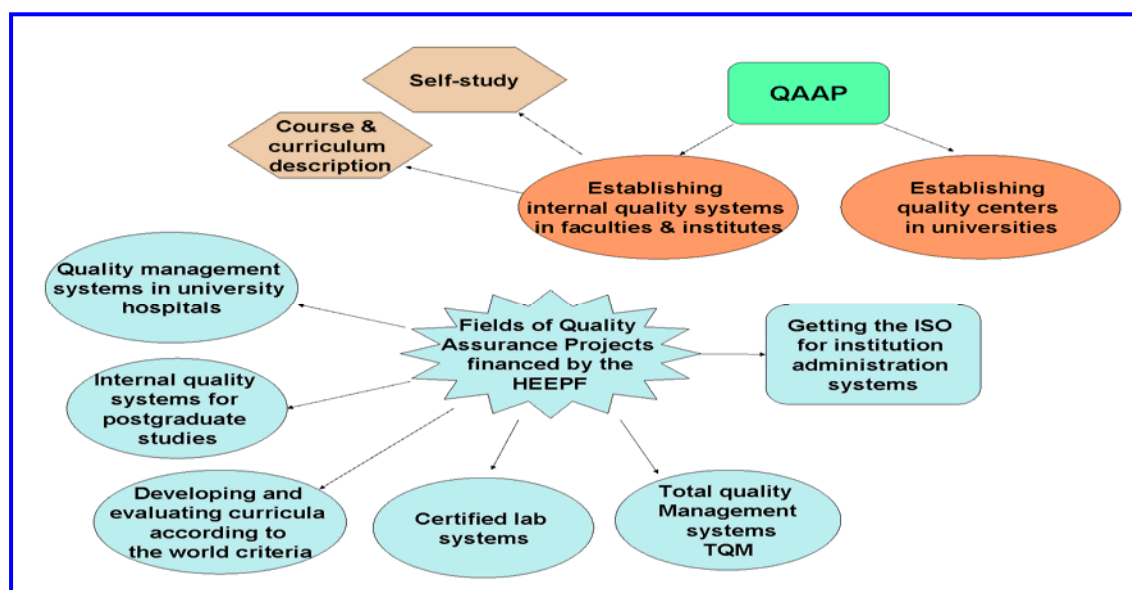 Self-study
QAAP
Course &
curriculum
description
Establishing
internal quality systems
in faculties & institutes
Establishing
quality centers
in universities
Quality management
systems in university
hospitals
Fields of Quality
Assurance Projects
financed by the
HEEPF
Getting the ISO
for institution
administration
systems
Internal quality
systems for
postgraduate
studies
Developing and
evaluating curricula
according to
the world criteria
Certified lab
systems
Total quality
Management
systems
TQM